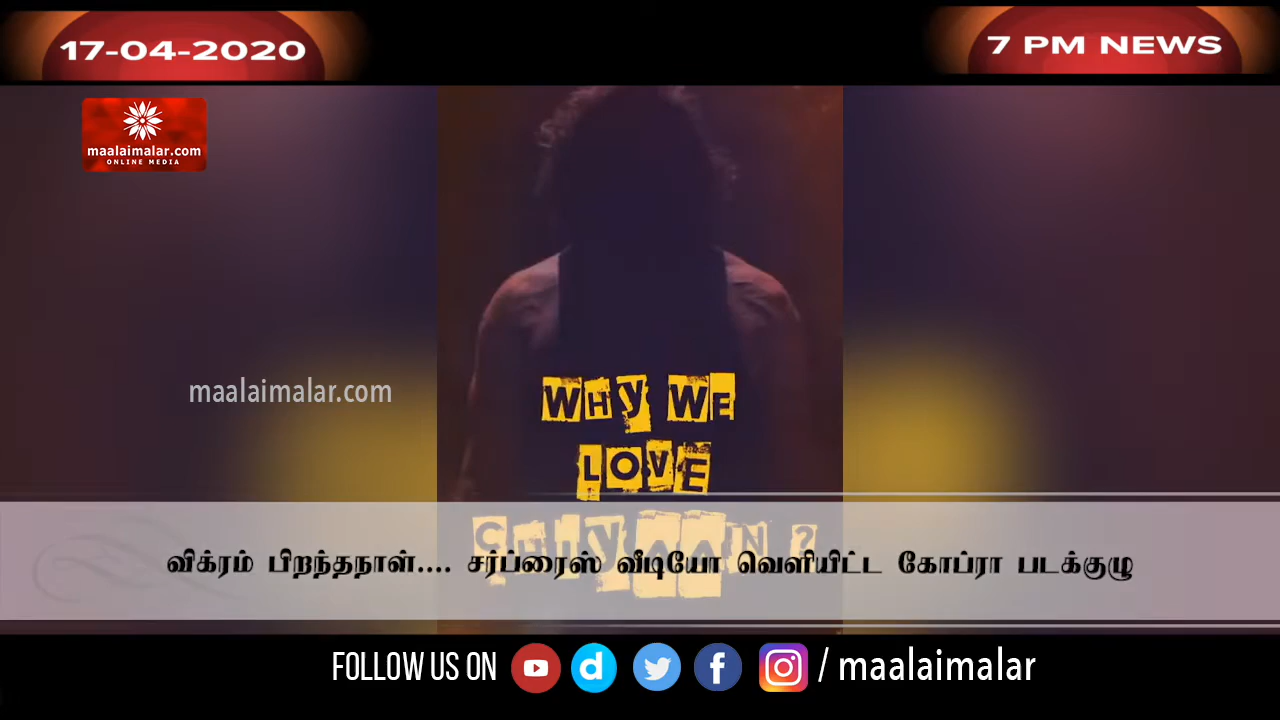 17-04-2020
7 PM NEWS
maalaimalar.com
ONLINE MEDIA
maalaimalar.com
WHY WE
LOVE
CHIYAAN ?
விக்ரம் பிறந்தநாள்.... சர்ப்ரைஸ் வீடியோ வெளியிட்ட கோப்ரா படக்குழு
FOLLOW US ON / maalaimalar